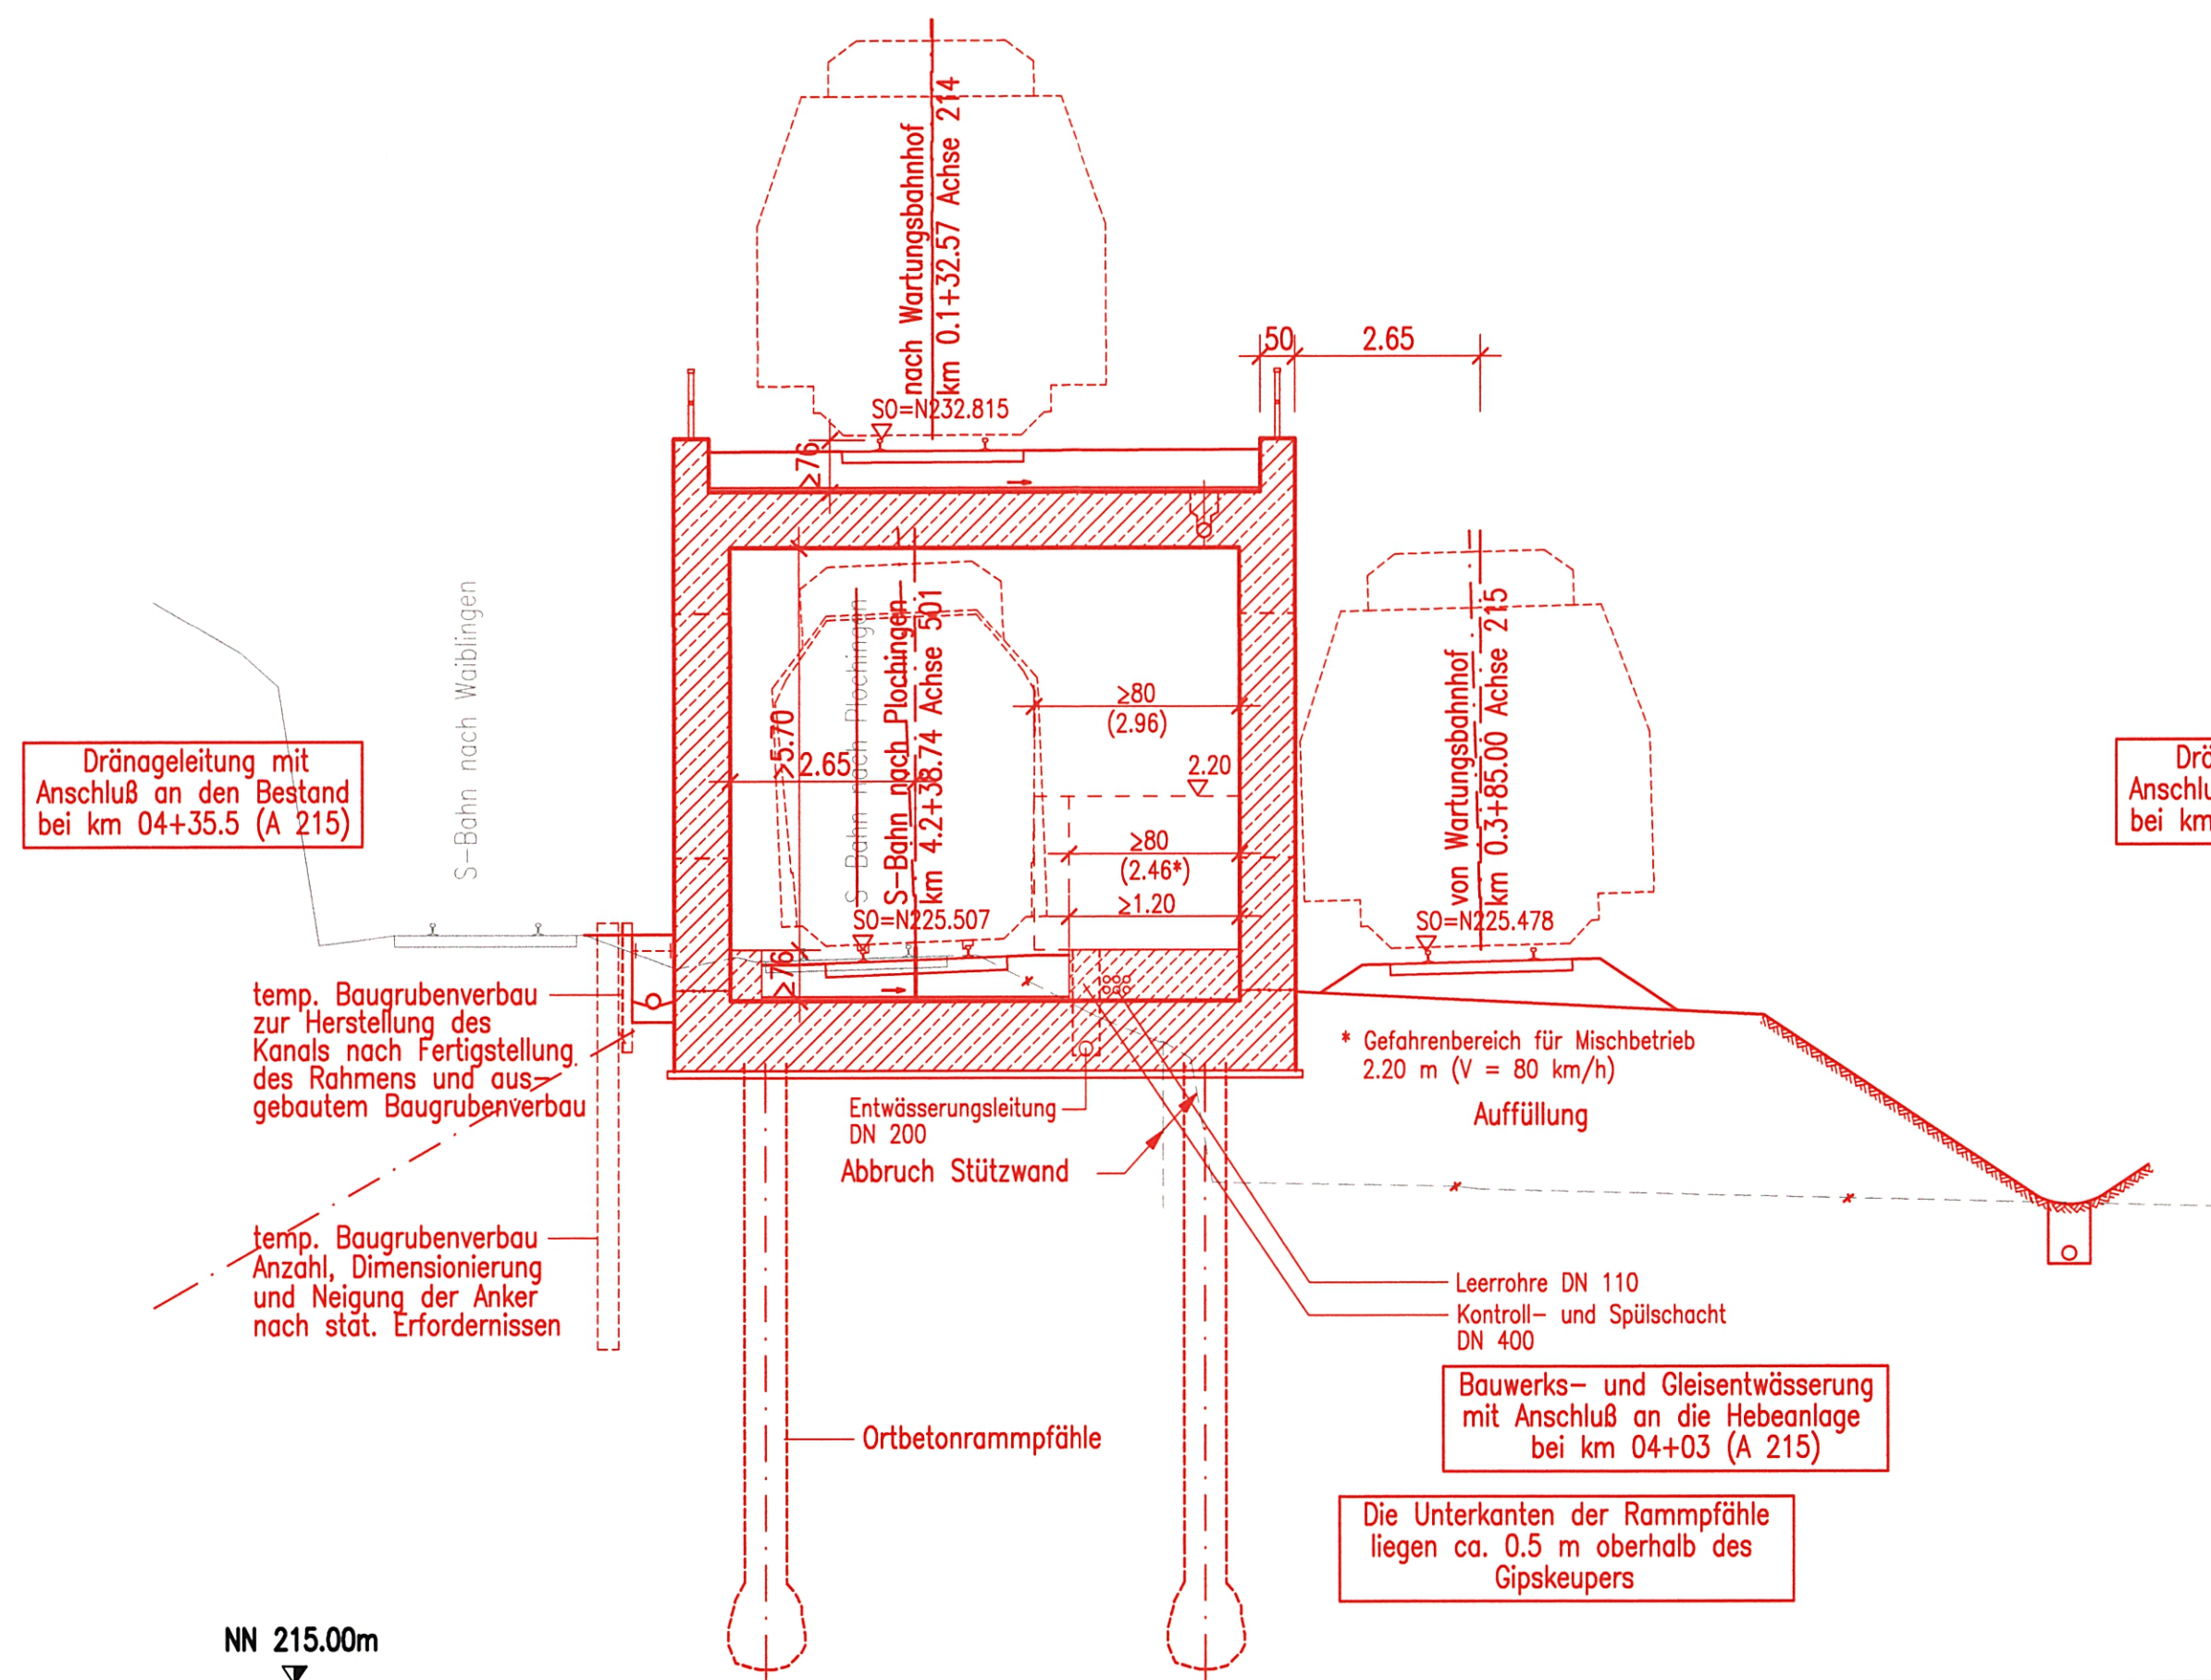 nach Wartungsbahnhof
km 0.1+32.57 Achse 214
50
2.65
SO=N232.815
≥76
S-Bahn nach Waiblingen
S-Bahn nach Plochingen
S-Bahn nach Plochingen
km 4.2+38.74 Achse 501
≥5.70
2.65
≥80
(2.96)
2.20
≥80
(2.46*)
≥1.20
SO=N225.507
≥76
von Wartungsbahnhof
km 0.3+85.00 Achse 215
SO=N225.478
Dränageleitung mit
Anschluß an den Bestand
bei km 04+35.5 (A 215)
Drä
Anschlu
bei km
temp. Baugrubenverbau
zur Herstellung des
Kanals nach Fertigstellung
des Rahmens und aus-
gebautem Baugrubenverbau
* Gefahrenbereich für Mischbetrieb
2.20 m (V = 80 km/h)
Auffüllung
Entwässerungsleitung
DN 200
Abbruch Stützwand
temp. Baugrubenverbau
Anzahl, Dimensionierung
und Neigung der Anker
nach stat. Erfordernissen
Leerrohre DN 110
Kontroll- und Spülschacht
DN 400
Bauwerks- und Gleisentwässerung
mit Anschluß an die Hebeanlage
bei km 04+03 (A 215)
Ortbetonrammpfähle
Die Unterkanten der Rammpfähle
liegen ca. 0.5 m oberhalb des
Gipskeupers
NN 215.00m